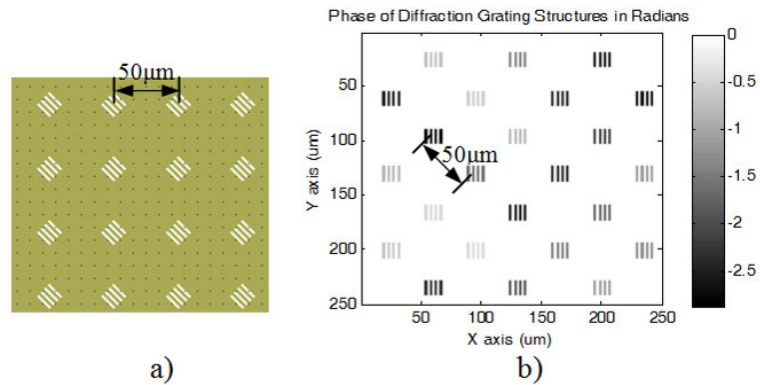 50μm
a)
Phase of Diffraction Grating Structures in Radians
Y axis (um)
50
100
150
200
250
50μm
50 100 150 200 250
X axis (um)
0
-0.5
-1
-1.5
-2
-2.5
b)